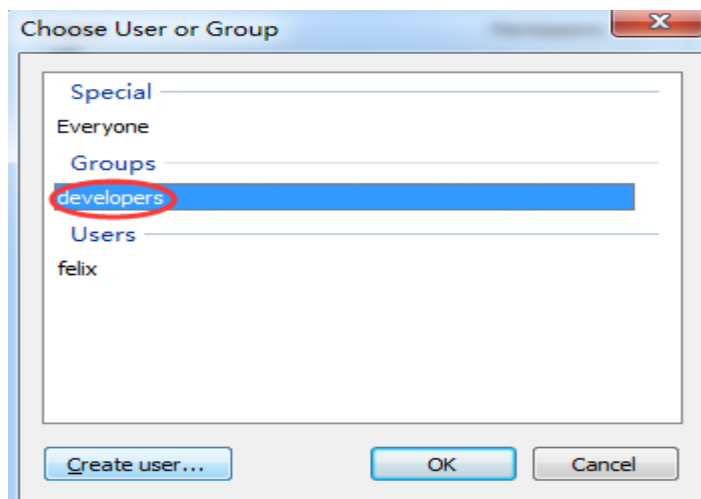 Choose User or Group
Special
Everyone
Groups
developers
Users
felix
Create user...
OK
Cancel